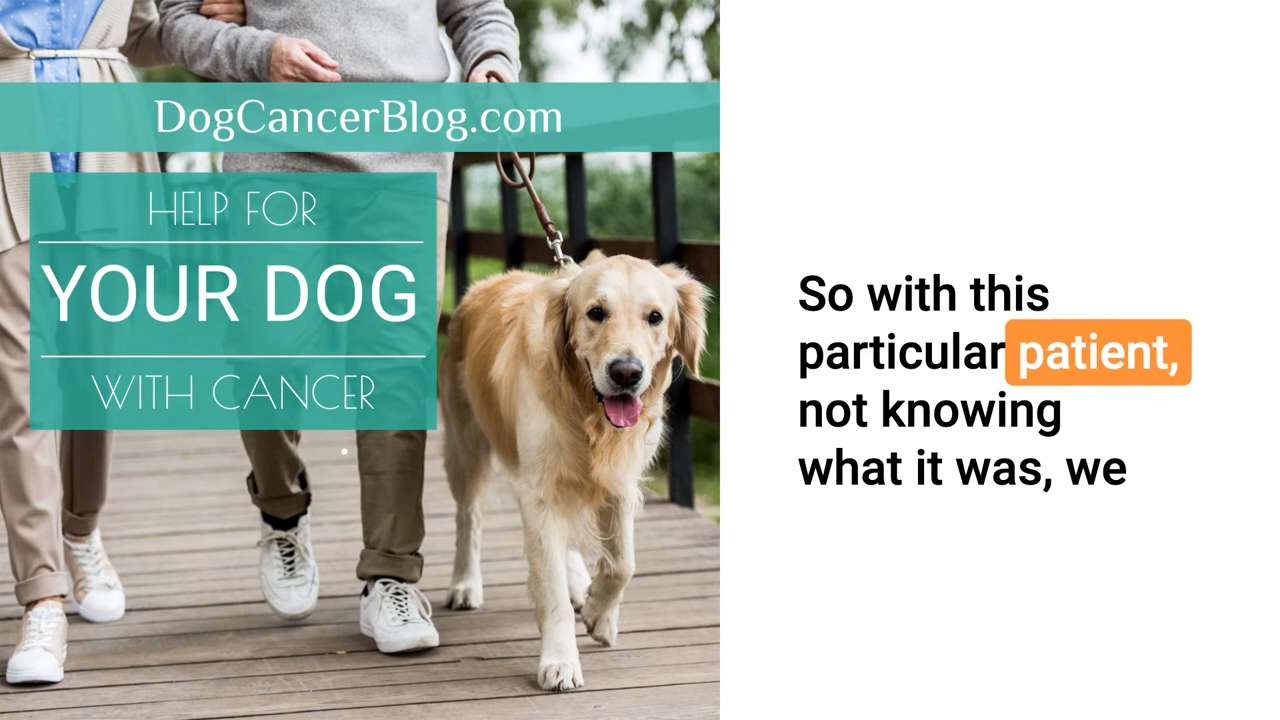 DogCancerBlog.com
HELP FOR
YOUR DOG
WITH CANCER
So with this
particular patient,
not knowing
what it was, we